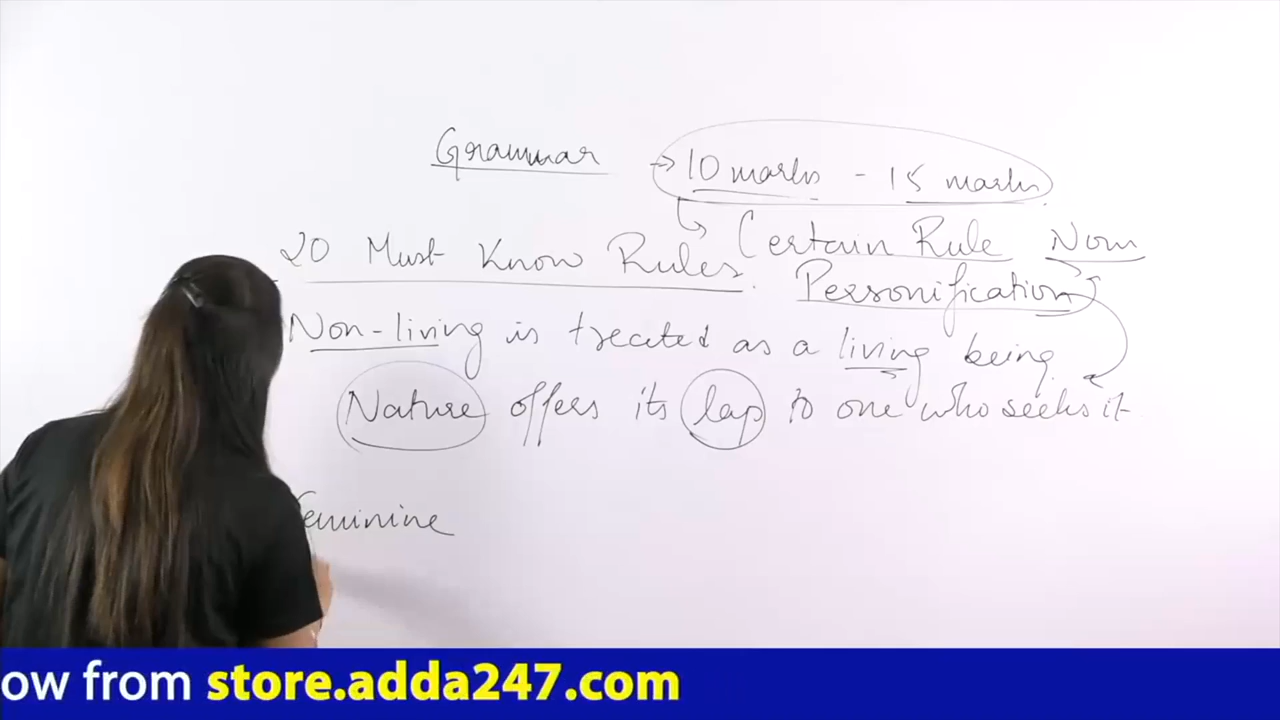 Grammar → 10 marks - 15 marks
20 Must Know Rules. Certain Rule Noun
Personification
Non-living is treated as a living being
Nature offers its lap to one who seeks it
Feminine
ow from store.adda247.com